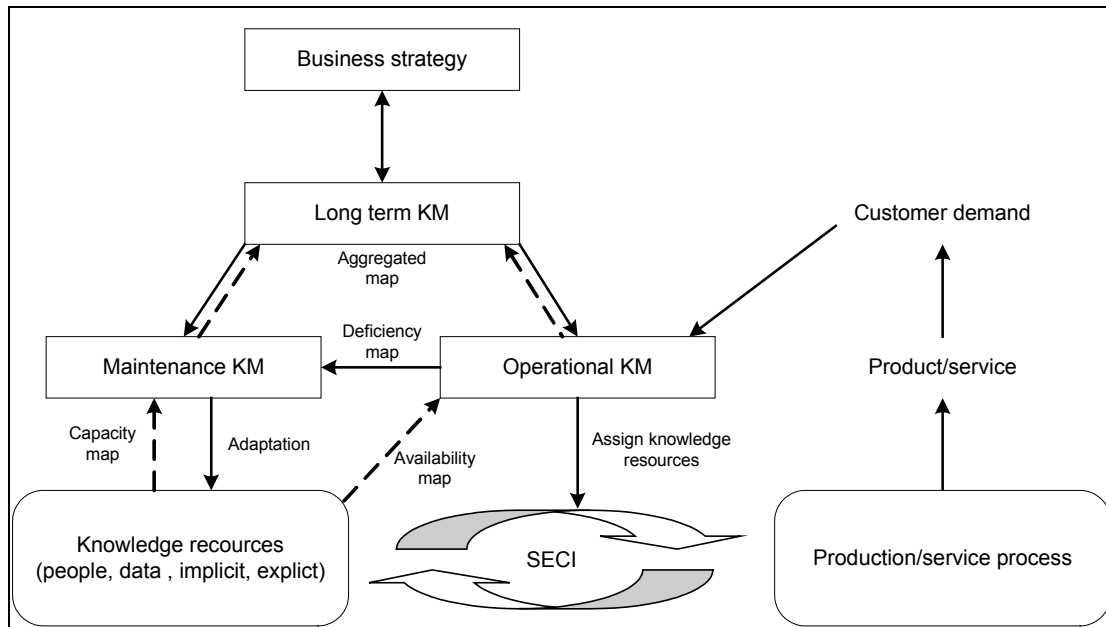 Business strategy
Long term KM
Customer demand
Aggregated
map
Deficiency
map
Maintenance KM
Operational KM
Product/service
Capacity
map
Adaptation
Availability
map
Assign knowledge
resources
Knowledge recources
(people, data , implicit, explict)
SECI
Production/service process